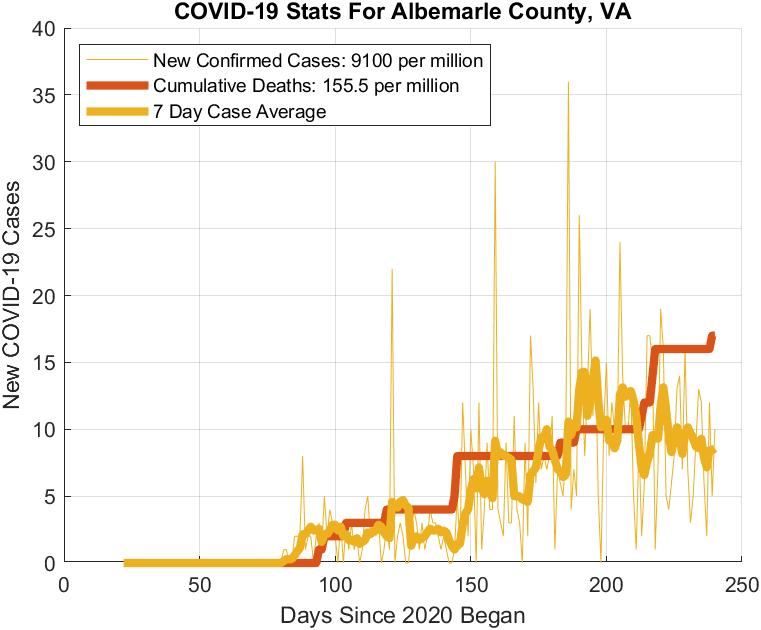 COVID-19 Stats For Albemarle County, VA
New Confirmed Cases: 9100 per million
Cumulative Deaths: 155.5 per million
7 Day Case Average
New COVID-19 Cases
40
35
30
25
20
15
10
5
0
0 50 100 150 200 250
Days Since 2020 Began